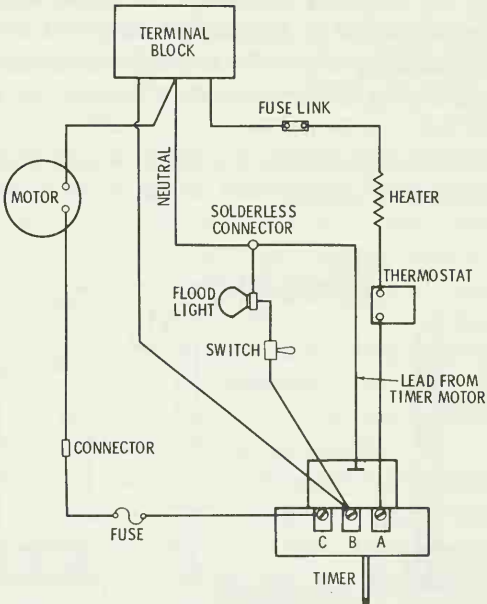 TERMINAL
BLOCK
FUSE LINK
MOTOR
NEUTRAL
HEATER
SOLDERLESS
CONNECTOR
THERMOSTAT
FLOOD
LIGHT
SWITCH
LEAD FROM
TIMER MOTOR
CONNECTOR
FUSE
C B A
TIMER